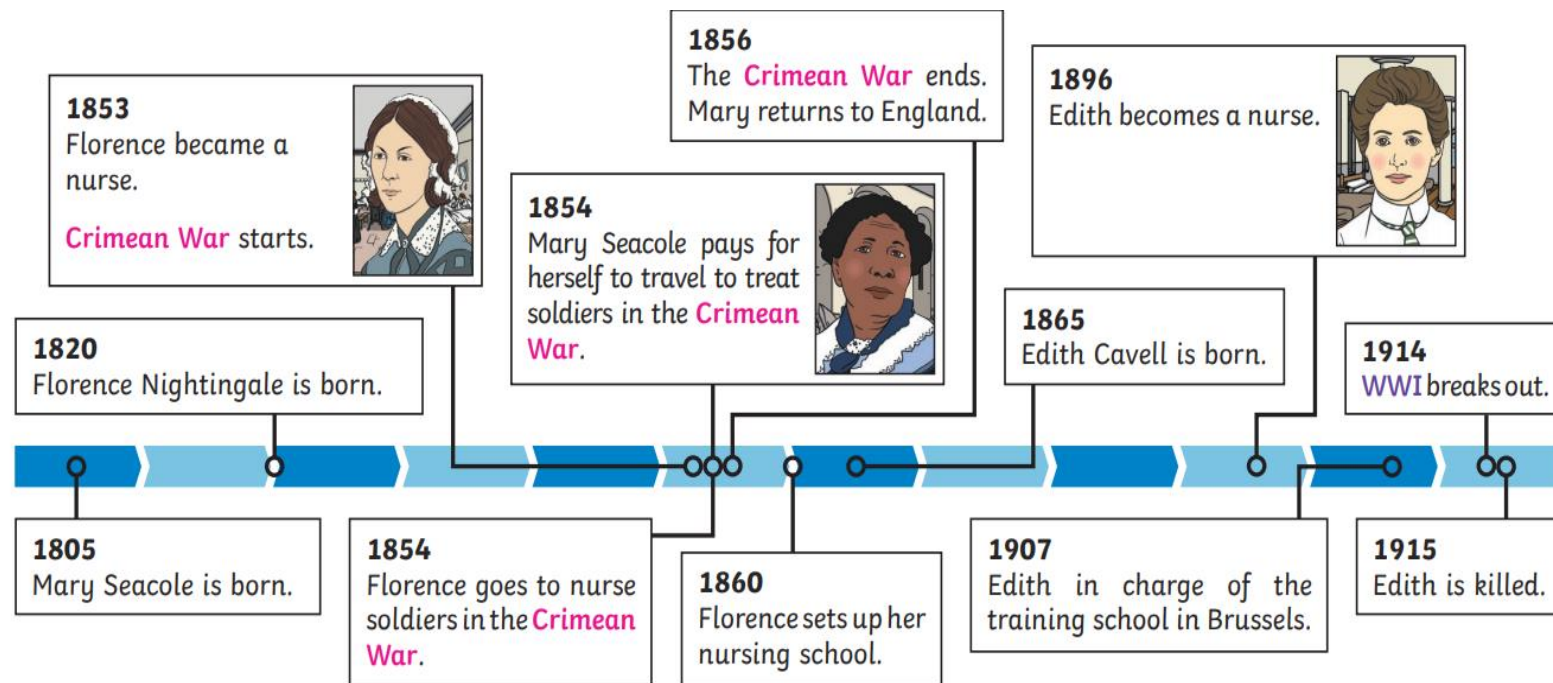 1853
Florence became a
nurse.
Crimean War starts.
1856
The Crimean War ends.
Mary returns to England.
1896
Edith becomes a nurse.
1854
Mary Seacole pays for
herself to travel to treat
soldiers in the Crimean
War.
1820
Florence Nightingale is born.
1865
Edith Cavell is born.
1914
WWI breaks out.
1805
Mary Seacole is born.
1854
Florence goes to nurse
soldiers in the Crimean
War.
1860
Florence sets up her
nursing school.
1907
Edith in charge of the
training school in Brussels.
1915
Edith is killed.